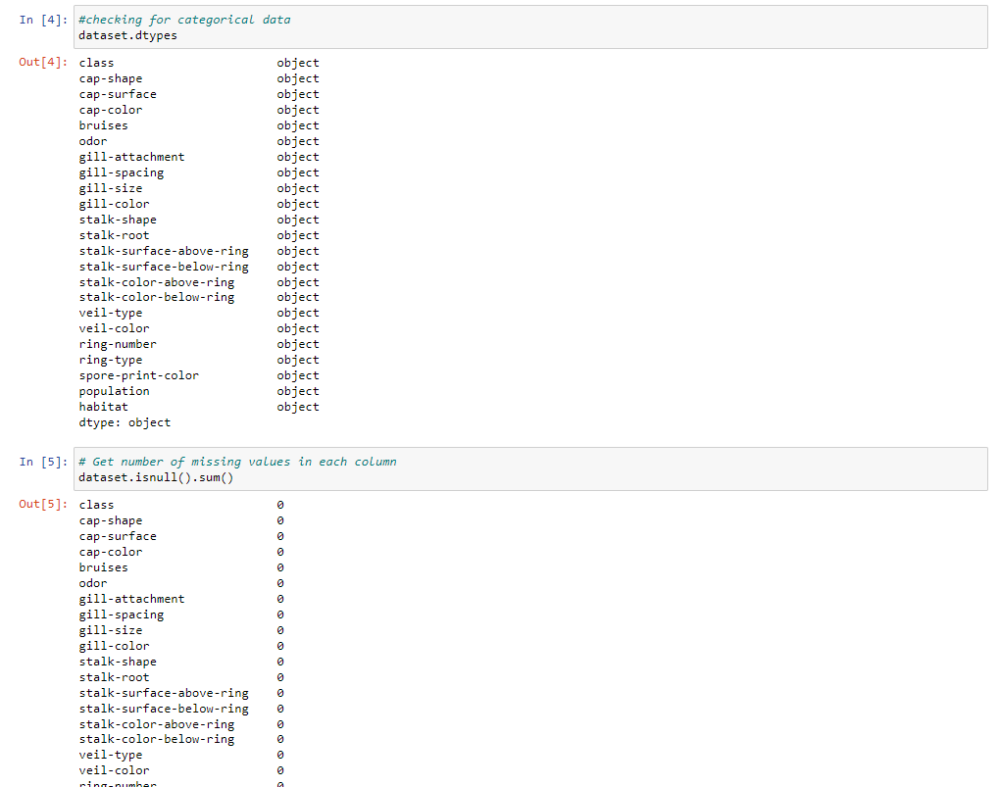 In [4]: #checking for categorical data
dataset.dtypes
Out[4]: class object
cap-shape object
cap-surface object
cap-color object
bruises object
odor object
gill-attachment object
gill-spacing object
gill-size object
gill-color object
stalk-shape object
stalk-root object
stalk-surface-above-ring object
stalk-surface-below-ring object
stalk-color-above-ring object
stalk-color-below-ring object
veil-type object
veil-color object
ring-number object
ring-type object
spore-print-color object
population object
habitat object
dtype: object
In [5]: # Get number of missing values in each column
dataset.isnull().sum()
Out[5]: class 0
cap-shape 0
cap-surface 0
cap-color 0
bruises 0
odor 0
gill-attachment 0
gill-spacing 0
gill-size 0
gill-color 0
stalk-shape 0
stalk-root 0
stalk-surface-above-ring 0
stalk-surface-below-ring 0
stalk-color-above-ring 0
stalk-color-below-ring 0
veil-type 0
veil-color 0
ring-number 0